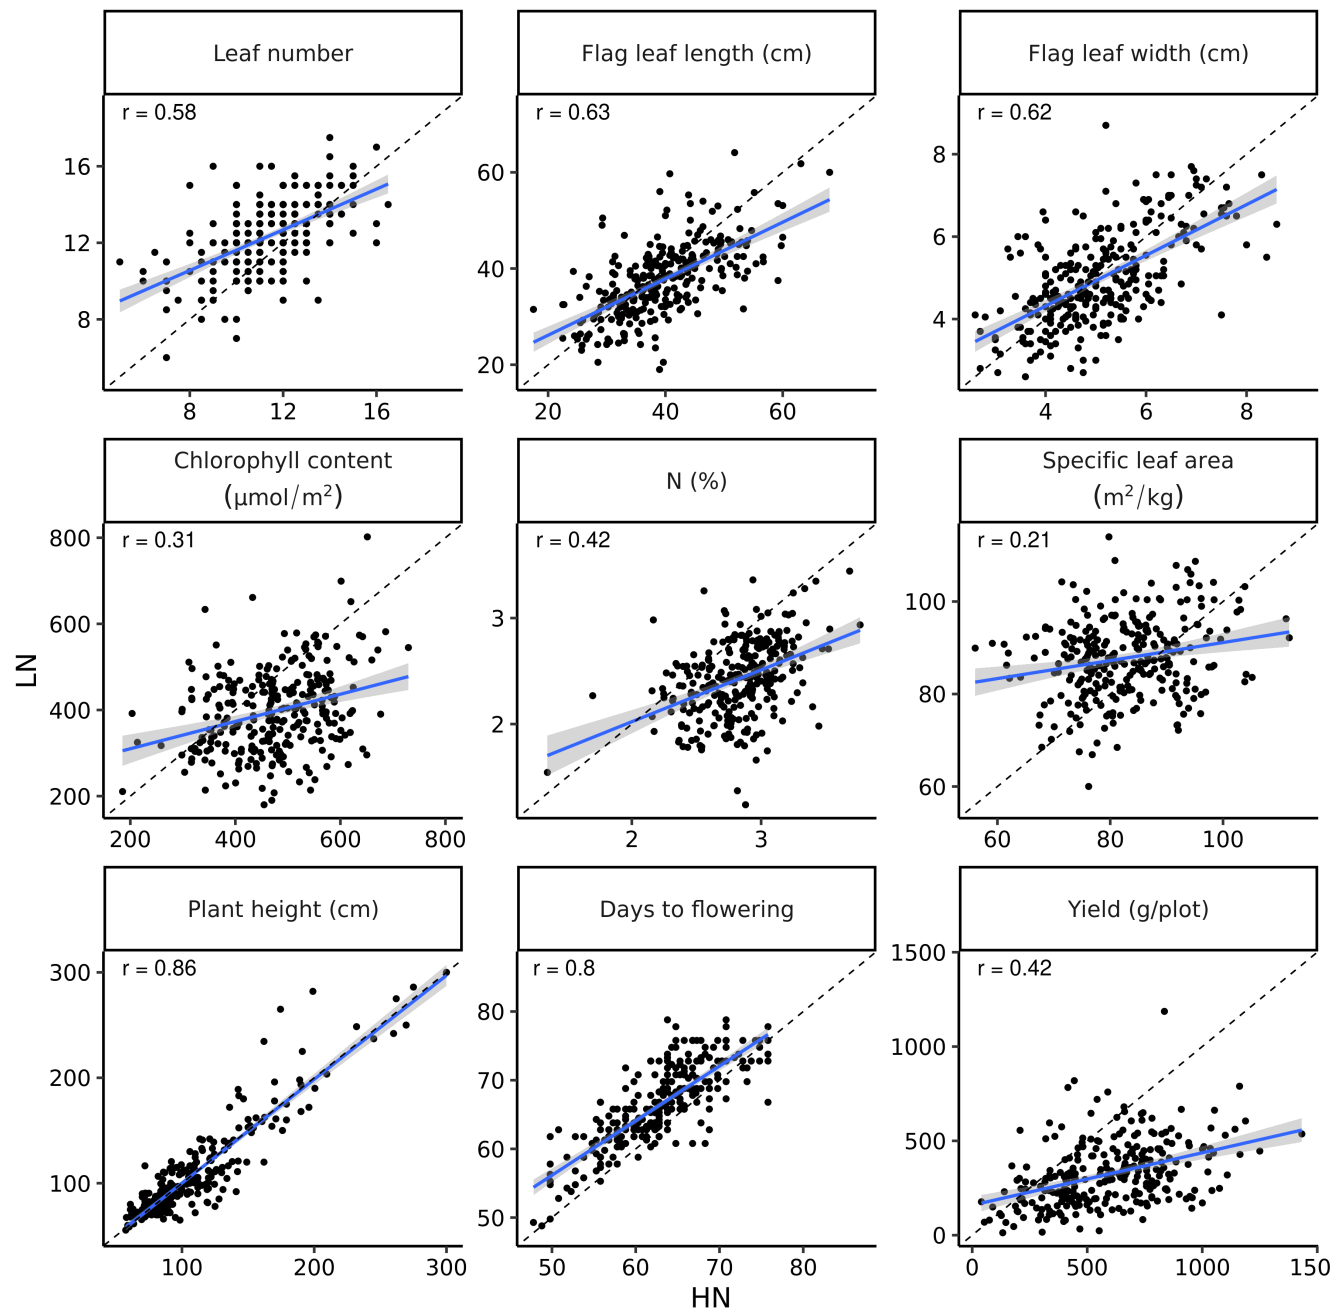 Leaf number
Flag leaf length (cm)
Flag leaf width (cm)
r = 0.58
r = 0.63
r = 0.62
16
12
8
60
40
20
8
6
4
8 12 16
20 40 60
4 6 8
Chlorophyll content
(μmol/m²)
N (%)
Specific leaf area
(m²/kg)
r = 0.31
r = 0.42
r = 0.21
800
600
400
200
3
2
100
80
60
200 400 600 800
2 3
60 80 100
LN
Plant height (cm)
Days to flowering
Yield (g/plot)
r = 0.86
r = 0.8
r = 0.42
300
200
100
80
70
60
50
1500
1000
500
0
100 200 300
50 60 70 80
0 500 1000 150
HN